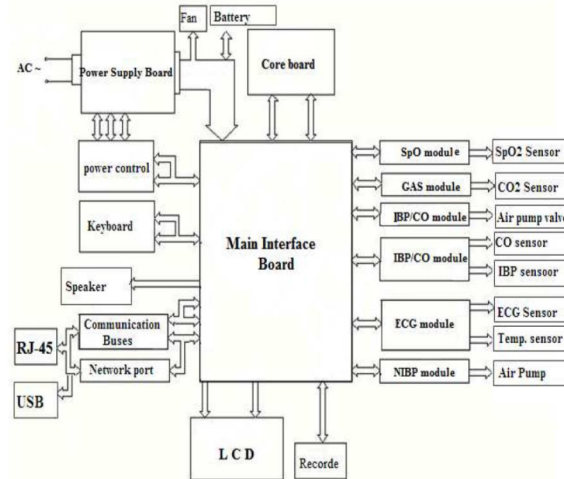 Fan
Battery
AC ~
Power Supply Board
Core board
power control
Keyboard
Speaker
Communication
Buses
RJ-45
Network port
USB
Main Interface
Board
SpO module
SpO2 Sensor
GAS module
CO2 Sensor
IBP/CO module
Air pump valve
IBP/CO module
CO sensor
IBP sensoor
ECG module
ECG Sensor
Temp. sensor
NIBP module
Air Pump
L C D
Recorde